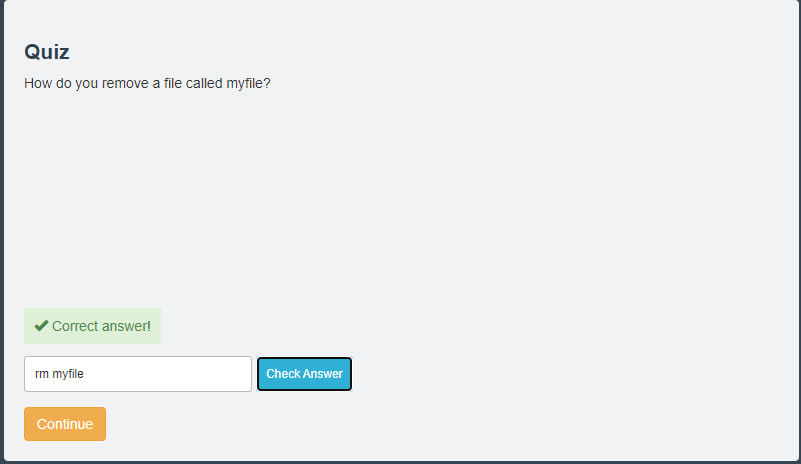 Quiz
How do you remove a file called myfile?
Correct answer!
rm myfile
Check Answer
Continue